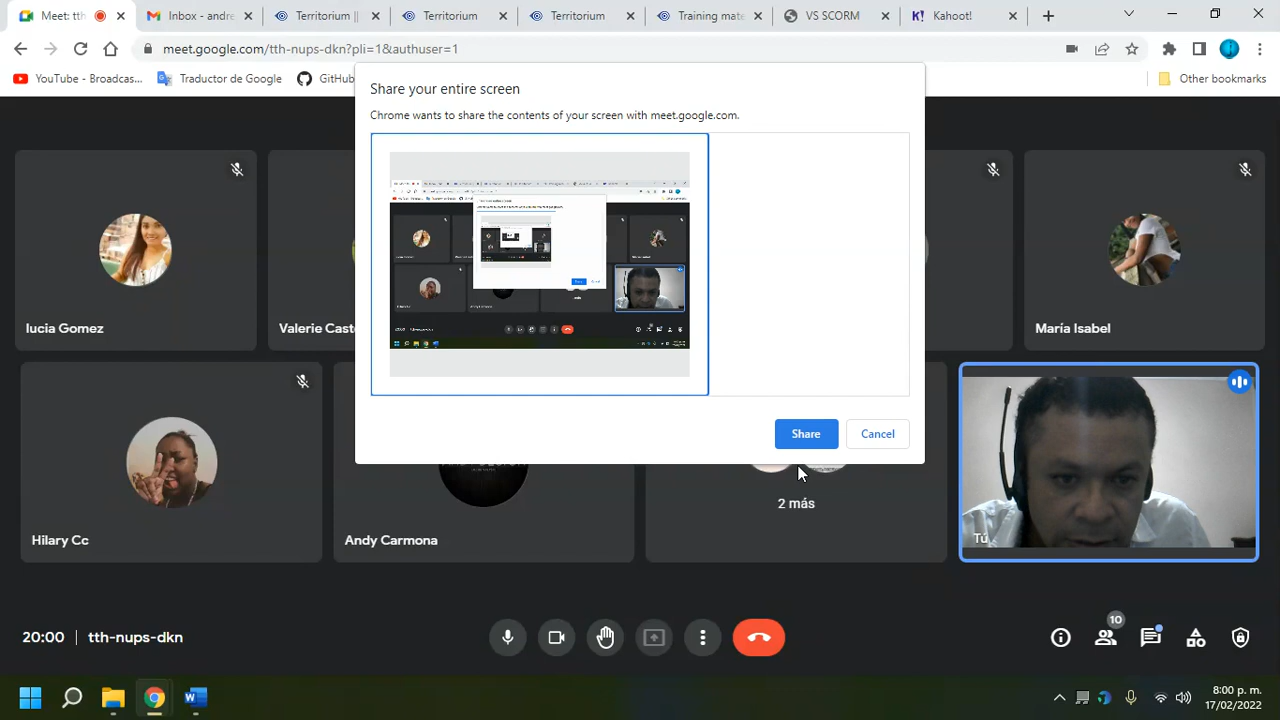 Meet: tth
Inbox - andre
Territorium ||
Territorium
Territorium
Training mate
VS SCORM
K! Kahoot!
meet.google.com/tth-nups-dkn?pli=1&authuser=1
YouTube - Broadcas...
Traductor de Google
GitHub
Other bookmarks
Share your entire screen
Chrome wants to share the contents of your screen with meet.google.com.
Share
Cancel
lucia Gomez
Valerie Cast
María Isabel
Hilary Cc
Andy Carmona
2 más
Tú
20:00
tth-nups-dkn
10
8:00 p. m.
17/02/2022